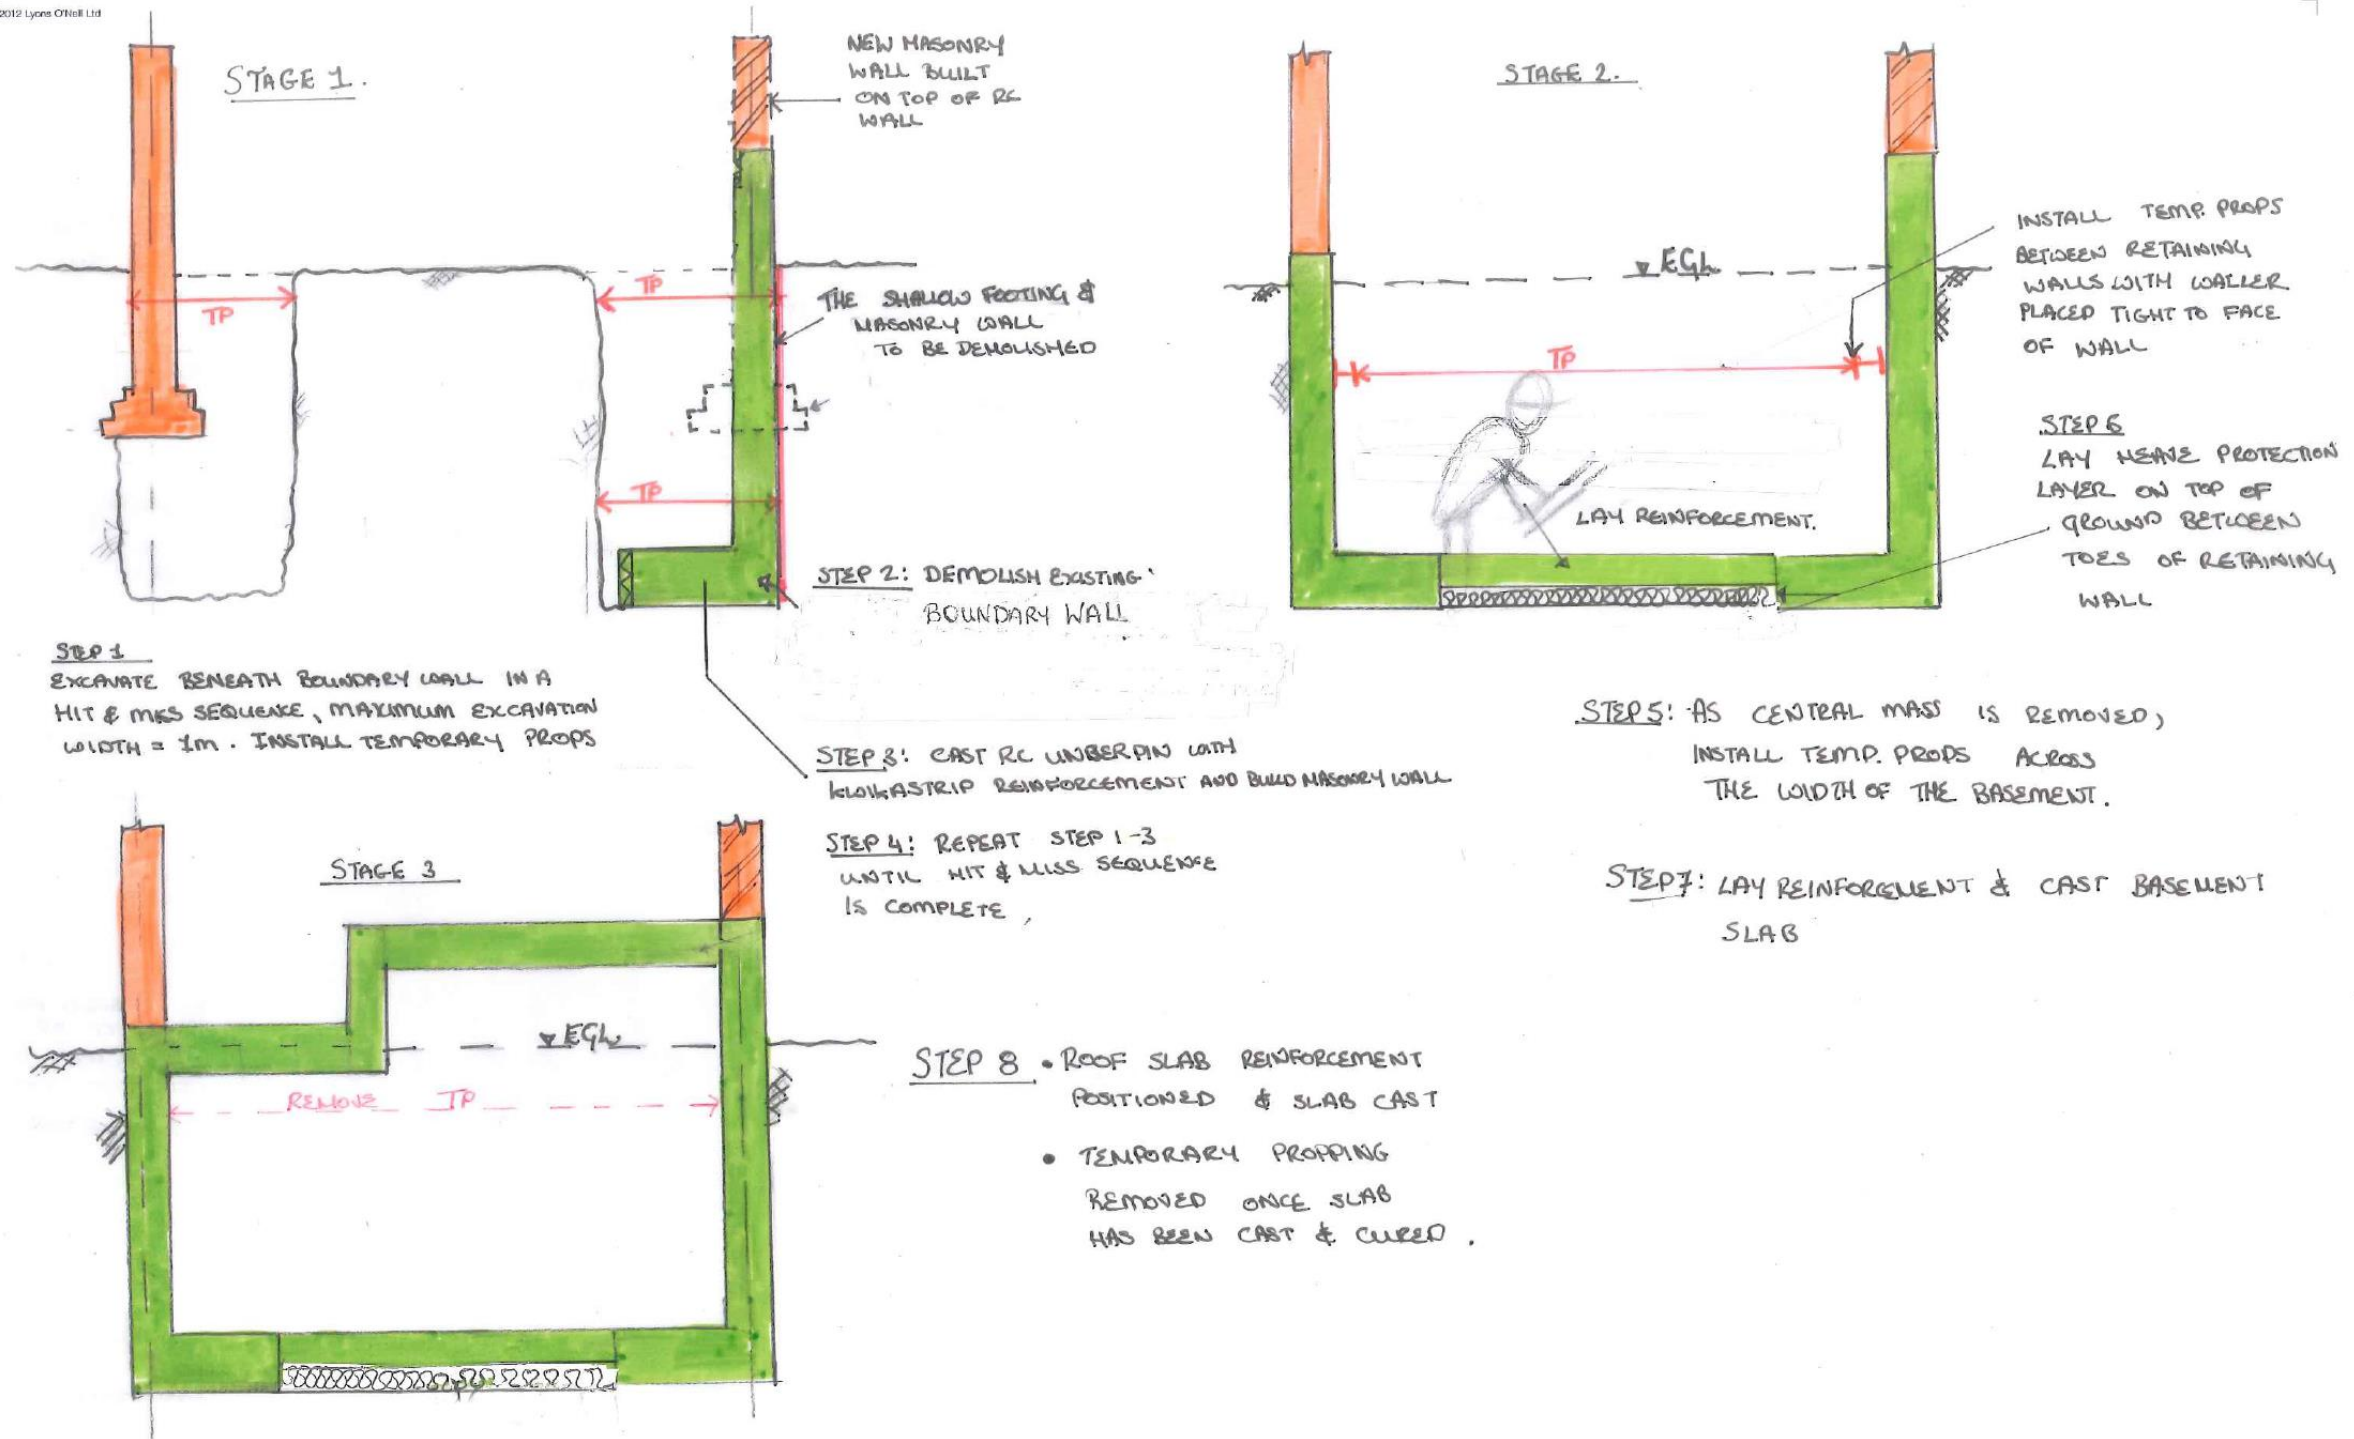 2012 Lyons O'Neill Ltd
STAGE 1.
NEW MASONRY
WALL BUILT
ON TOP OF RC
WALL
TP
TP
THE SHALLOW FOOTING &
MASONRY WALL
TO BE DEMOLISHED
TP
STEP 2: DEMOLISH EXISTING
BOUNDARY WALL
STEP 1
EXCAVATE BENEATH BOUNDARY WALL IN A
HIT & MISS SEQUENCE, MAXIMUM EXCAVATION
WIDTH = 1m. INSTALL TEMPORARY PROPS
STEP 3: CAST RC UNDERPIN WITH
KWIKASTRIP REINFORCEMENT AND BUILD MASONRY WALL
STEP 4: REPEAT STEP 1-3
UNTIL HIT & MISS SEQUENCE
IS COMPLETE,
STAGE 2.
EGL
INSTALL TEMP. PROPS
BETWEEN RETAINING
WALLS WITH WALLER
PLACED TIGHT TO FACE
OF WALL
TP
LAY REINFORCEMENT.
STEP 6
LAY HEAVE PROTECTION
LAYER ON TOP OF
GROUND BETWEEN
TOES OF RETAINING
WALL
STEP 5: AS CENTRAL MASS IS REMOVED,
INSTALL TEMP. PROPS ACROSS
THE WIDTH OF THE BASEMENT.
STEP 7: LAY REINFORCEMENT & CAST BASEMENT
SLAB
STAGE 3
EGL
REMOVE TP
STEP 8 • ROOF SLAB REINFORCEMENT
POSITIONED & SLAB CAST
• TEMPORARY PROPPING
REMOVED ONCE SLAB
HAS BEEN CAST & CURED.